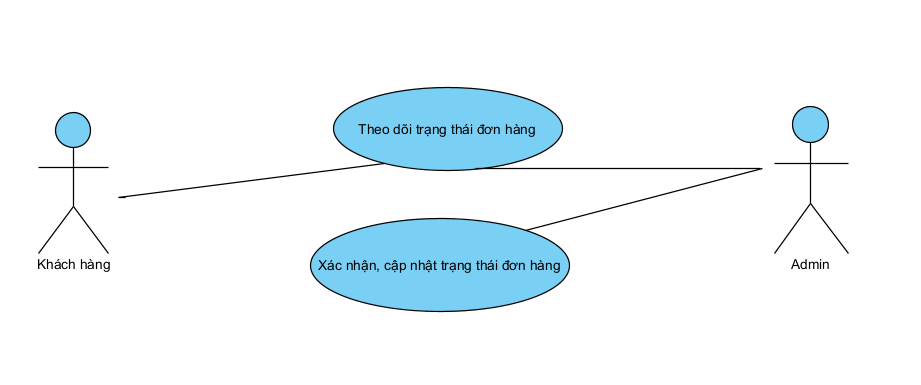 Theo dõi trạng thái đơn hàng
Khách hàng
Xác nhận, cập nhật trạng thái đơn hàng
Admin